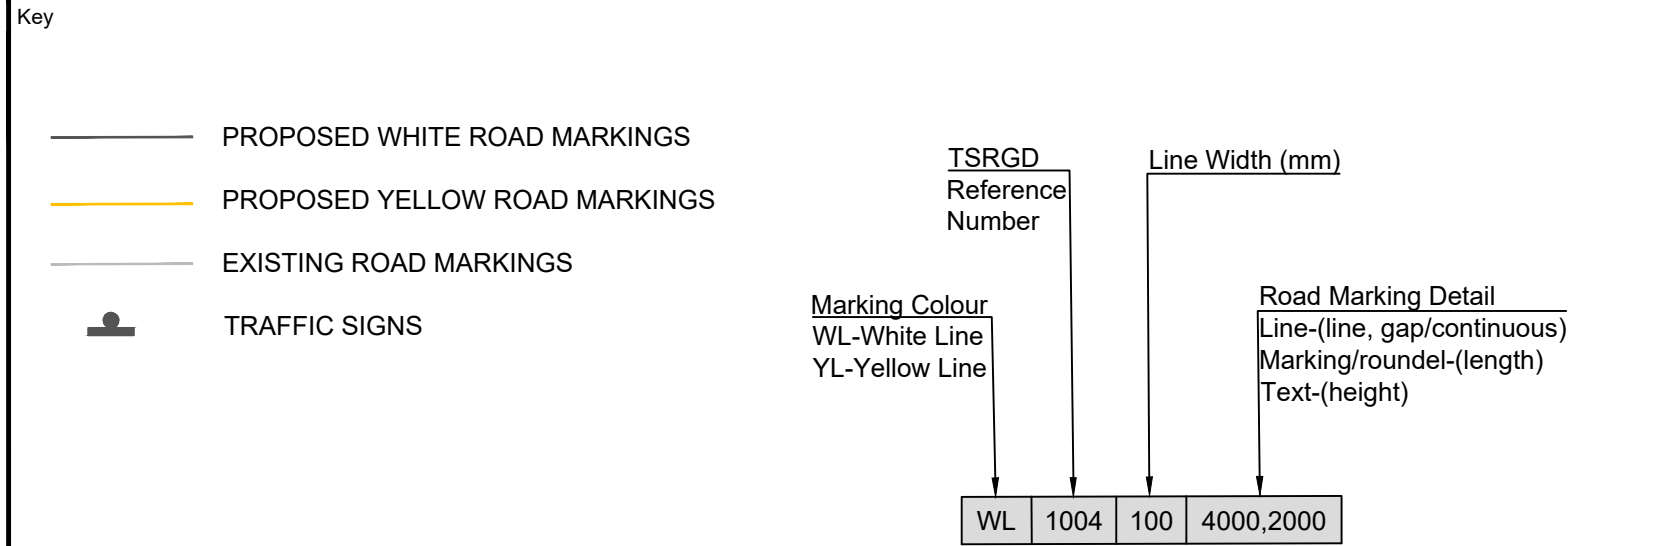 Key
PROPOSED WHITE ROAD MARKINGS
PROPOSED YELLOW ROAD MARKINGS
EXISTING ROAD MARKINGS
TRAFFIC SIGNS
TSRGD
Reference
Number
Line Width (mm)
Marking Colour
WL-White Line
YL-Yellow Line
Road Marking Detail
Line-(line, gap/continuous)
Marking/roundel-(length)
Text-(height)
WL 1004 100 4000,2000